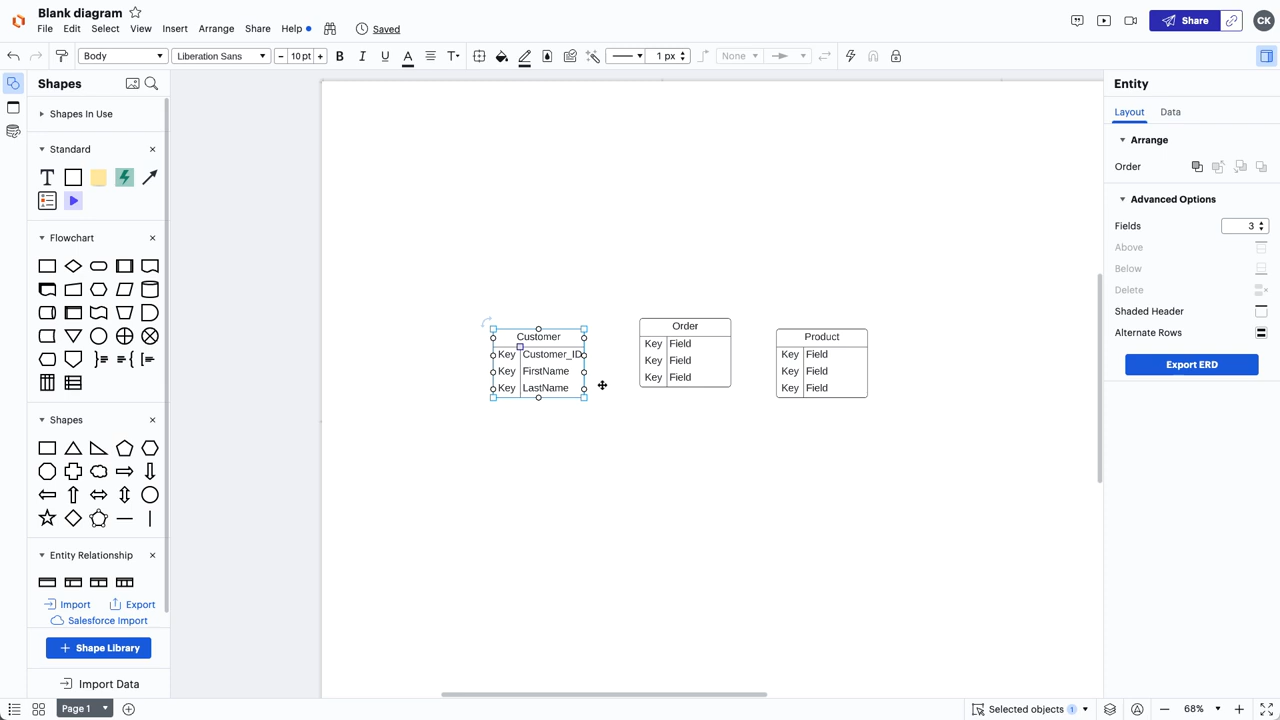 Blank diagram
File Edit Select View Insert Arrange Share Help Saved
Share
CK
Body Liberation Sans - 10 pt + B I U A T 1 px None
Shapes
Shapes In Use
Standard
T
Flowchart
Shapes
Entity Relationship
Import Export
Salesforce Import
+ Shape Library
Import Data
Customer
Key Customer_ID
Key FirstName
Key LastName
Order
Key Field
Key Field
Key Field
Product
Key Field
Key Field
Key Field
Entity
Layout Data
Arrange
Order
Advanced Options
Fields 3
Above
Below
Delete
Shaded Header
Alternate Rows
Export ERD
Page 1
Selected objects 1
68%